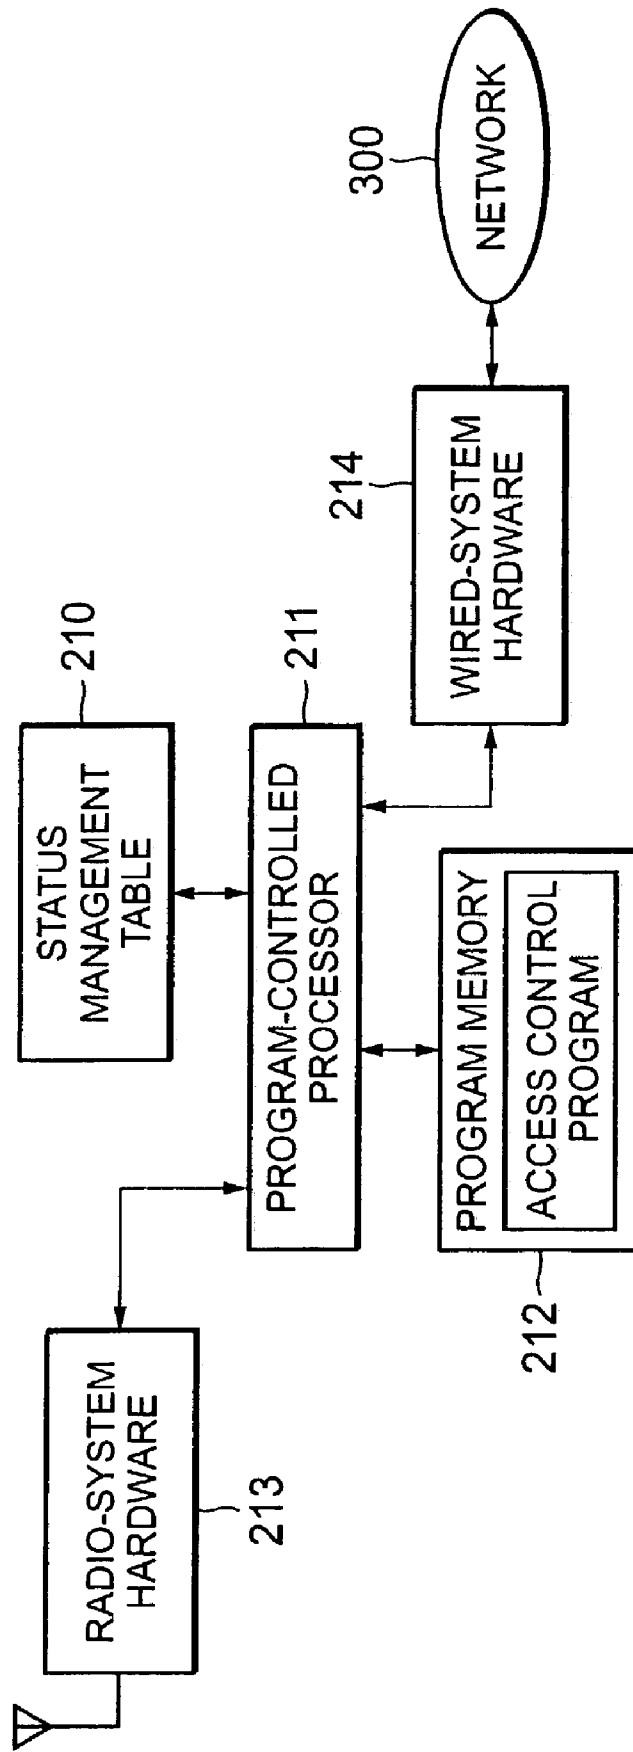 RADIO-SYSTEM
HARDWARE
213
STATUS
MANAGEMENT
TABLE
210
PROGRAM-CONTROLLED
PROCESSOR
211
PROGRAM MEMORY
ACCESS CONTROL
PROGRAM
212
WIRED-SYSTEM
HARDWARE
214
NETWORK
300